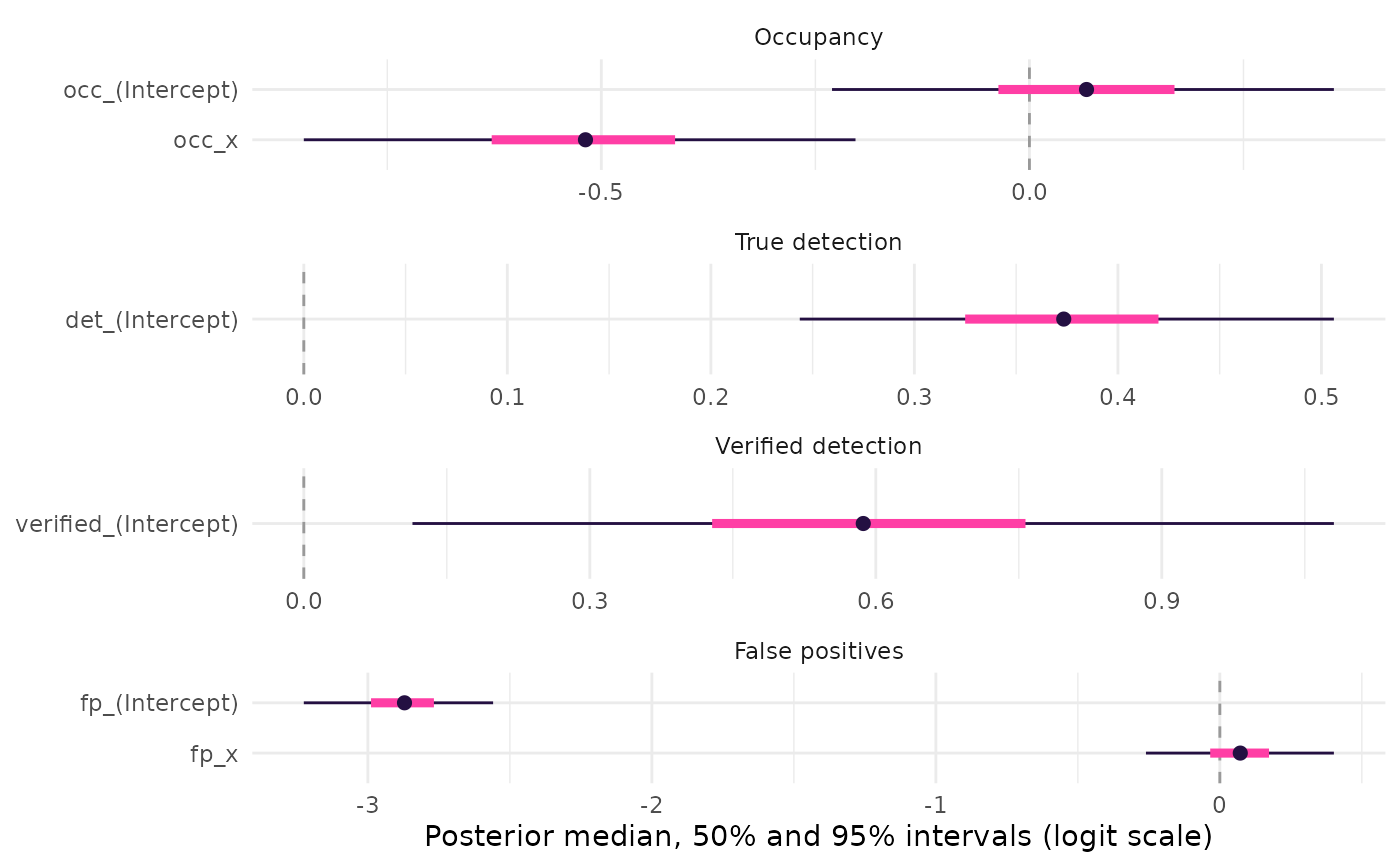 Occupancy
occ_(Intercept)
occ_x
-0.5 0.0
True detection
det_(Intercept)
0.0 0.1 0.2 0.3 0.4 0.5
Verified detection
verified_(Intercept)
0.0 0.3 0.6 0.9
False positives
fp_(Intercept)
fp_x
-3 -2 -1 0
Posterior median, 50% and 95% intervals (logit scale)